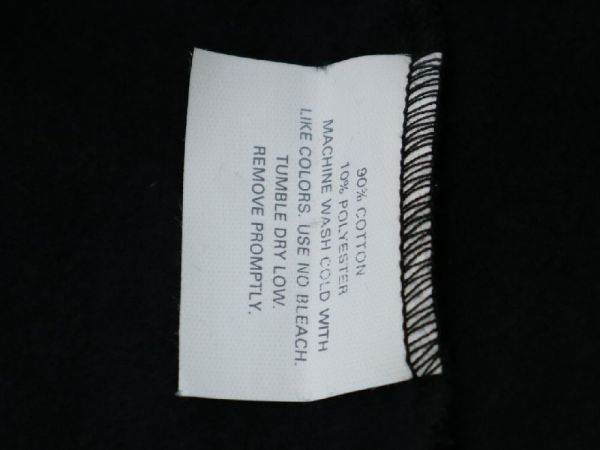 90% COTTON
10% POLYESTER
MACHINE WASH COLD WITH
LIKE COLORS. USE NO BLEACH.
TUMBLE DRY LOW.
REMOVE PROMPTLY.